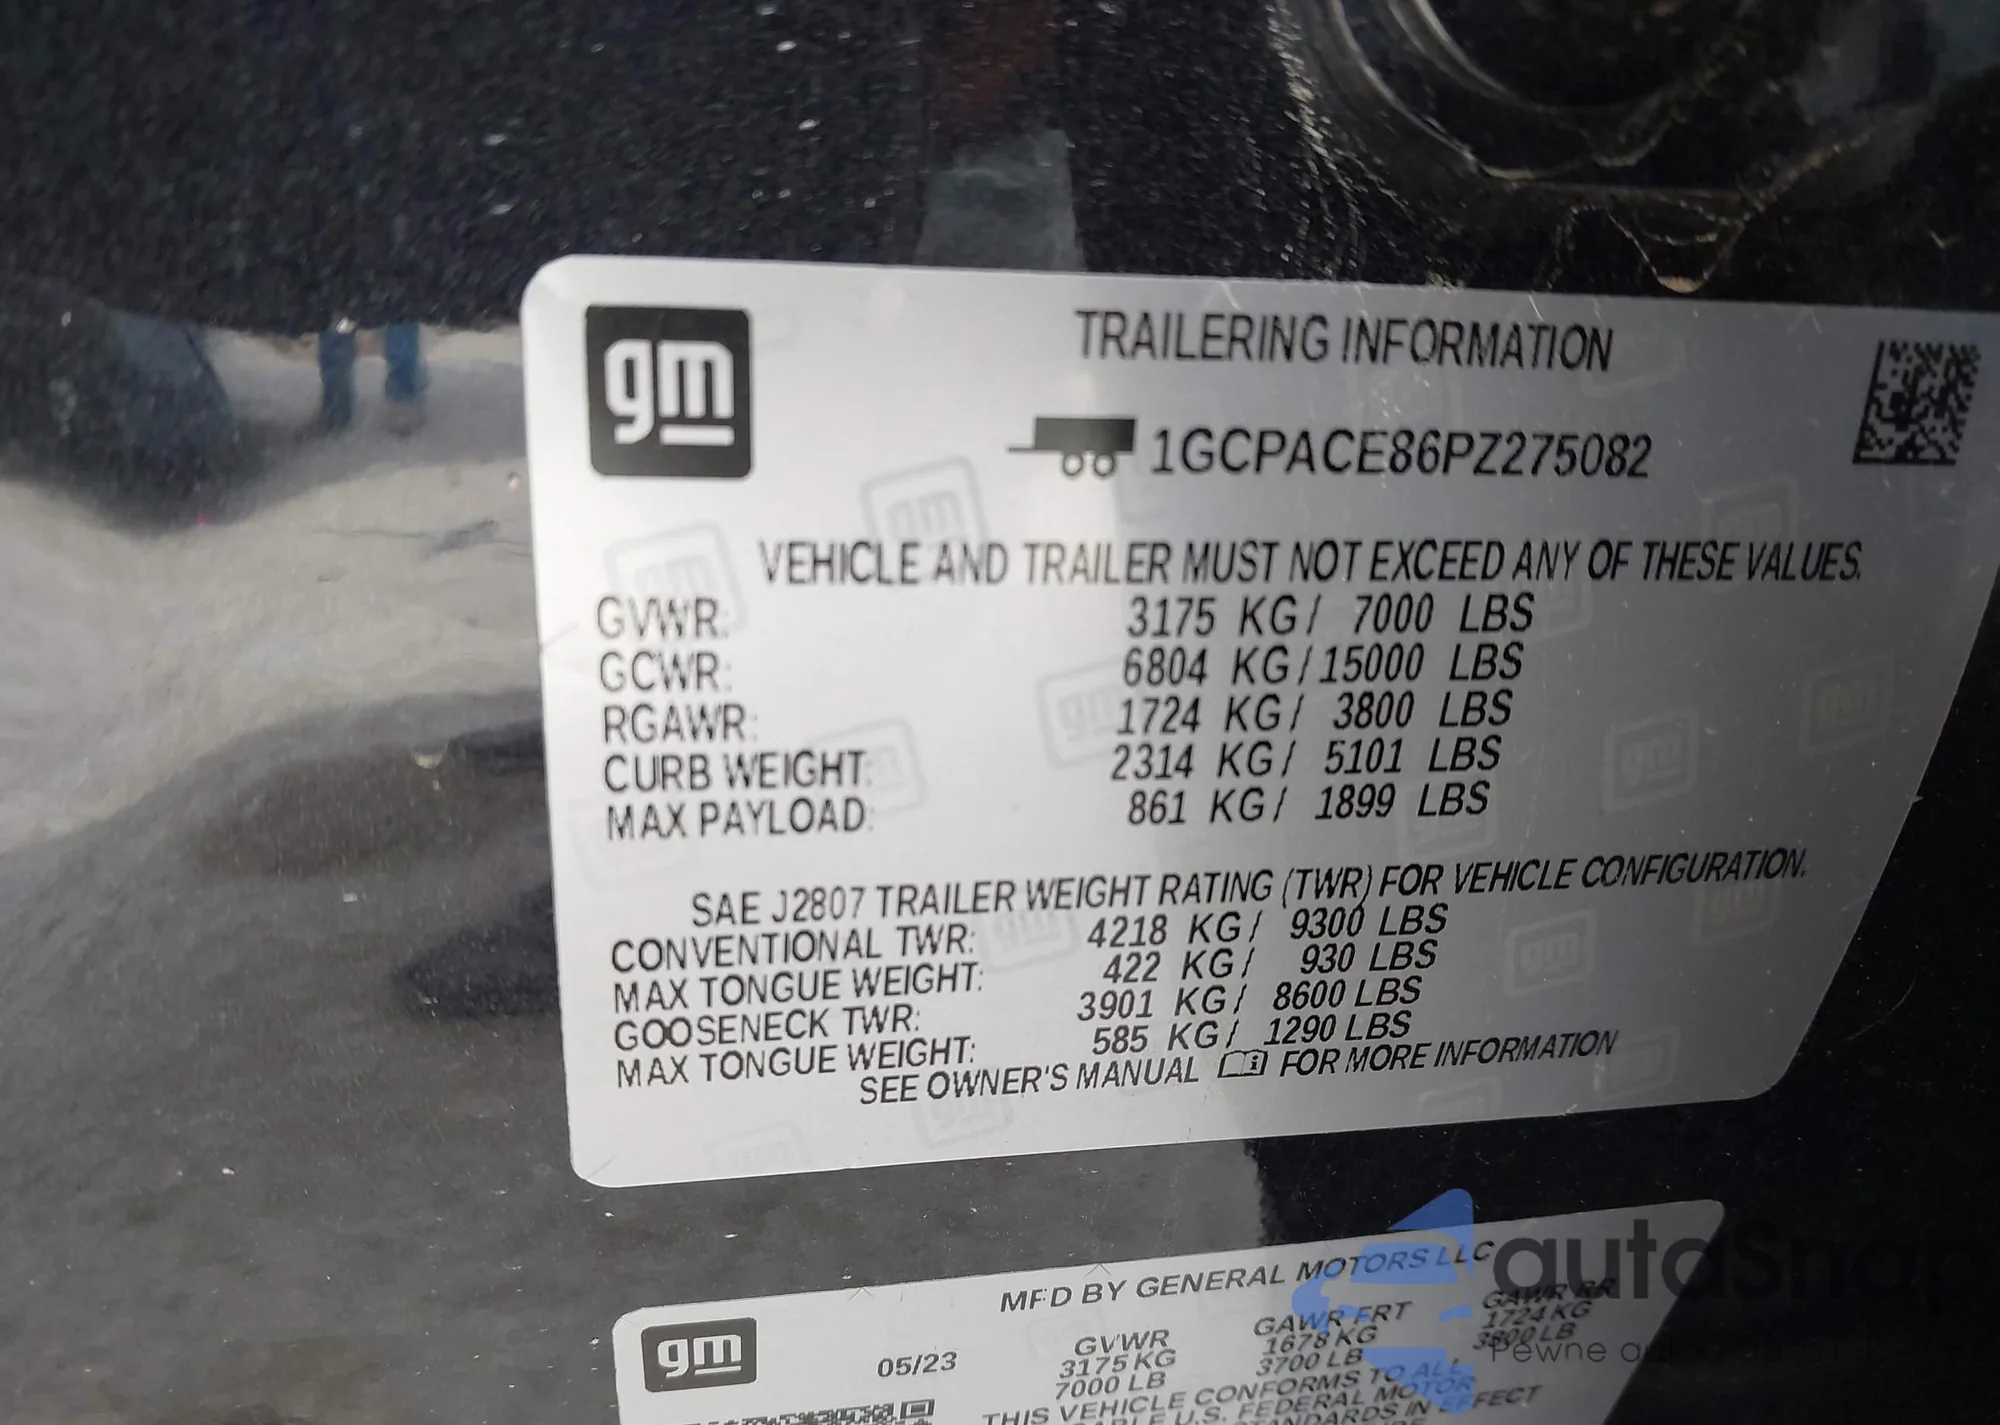 gm
TRAILERING INFORMATION
1GCPACE86PZ275082
VEHICLE AND TRAILER MUST NOT EXCEED ANY OF THESE VALUES.
GVWR: 3175 KG/ 7000 LBS
GCWR: 6804 KG/15000 LBS
RGAWR: 1724 KG/ 3800 LBS
CURB WEIGHT: 2314 KG/ 5101 LBS
MAX PAYLOAD: 861 KG/ 1899 LBS
SAE J2807 TRAILER WEIGHT RATING (TWR) FOR VEHICLE CONFIGURATION.
CONVENTIONAL TWR: 4218 KG/ 9300 LBS
MAX TONGUE WEIGHT: 422 KG/ 930 LBS
GOOSENECK TWR: 3901 KG/ 8600 LBS
MAX TONGUE WEIGHT: 585 KG/ 1290 LBS
SEE OWNER'S MANUAL FOR MORE INFORMATION
gm
MFD BY GENERAL MOTORS LLC
05/23
GVWR GAWR FRT GAWR RR
3175 KG 1678 KG 1724 KG
7000 LB 3700 LB 3800 LB
THIS VEHICLE CONFORMS TO ALL
U.S. FEDERAL MOTOR
IN EFFECT
Pewne